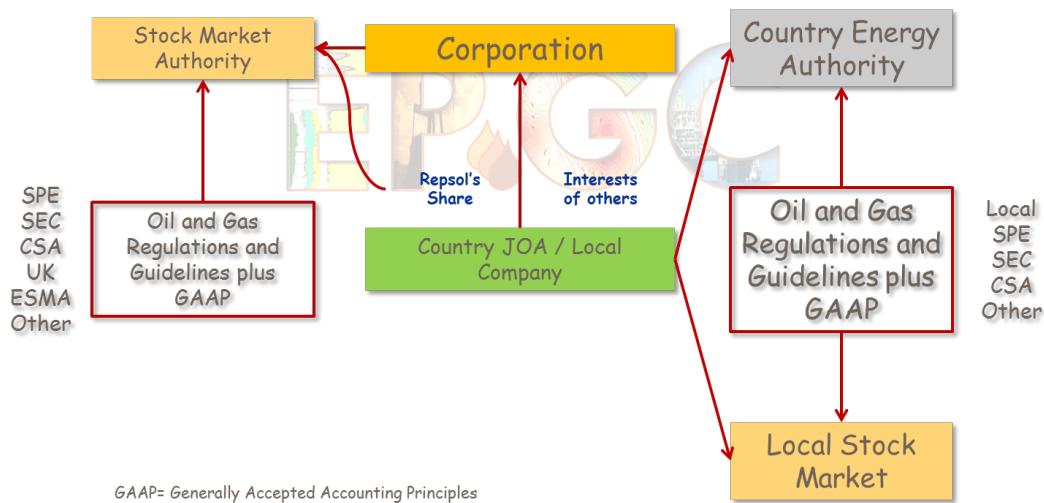 Stock Market
Authority
Corporation
Country Energy
Authority
EPGC
Repsol's
Share
Interests
of others
SPE
SEC
CSA
UK
ESMA
Other
Oil and Gas
Regulations and
Guidelines plus
GAAP
Country JOA / Local
Company
Oil and Gas
Regulations and
Guidelines plus
GAAP
Local
SPE
SEC
CSA
Other
Local Stock
Market
GAAP= Generally Accepted Accounting Principles